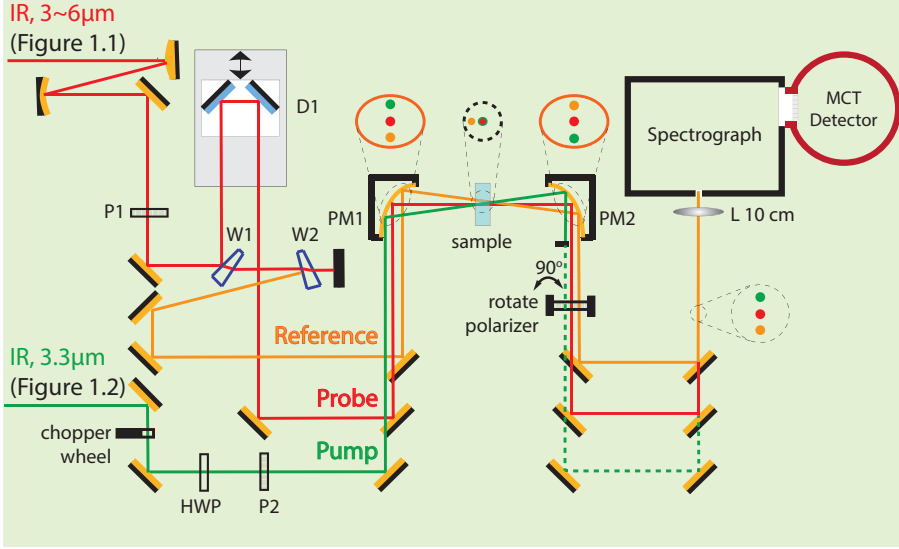 IR, 3~6μm
(Figure 1.1)
D1
MCT
Detector
Spectrograph
P1
PM1
PM2
L 10 cm
sample
W1
W2
90º
rotate
polarizer
Reference
IR, 3.3μm
(Figure 1.2)
Probe
chopper
wheel
Pump
HWP
P2